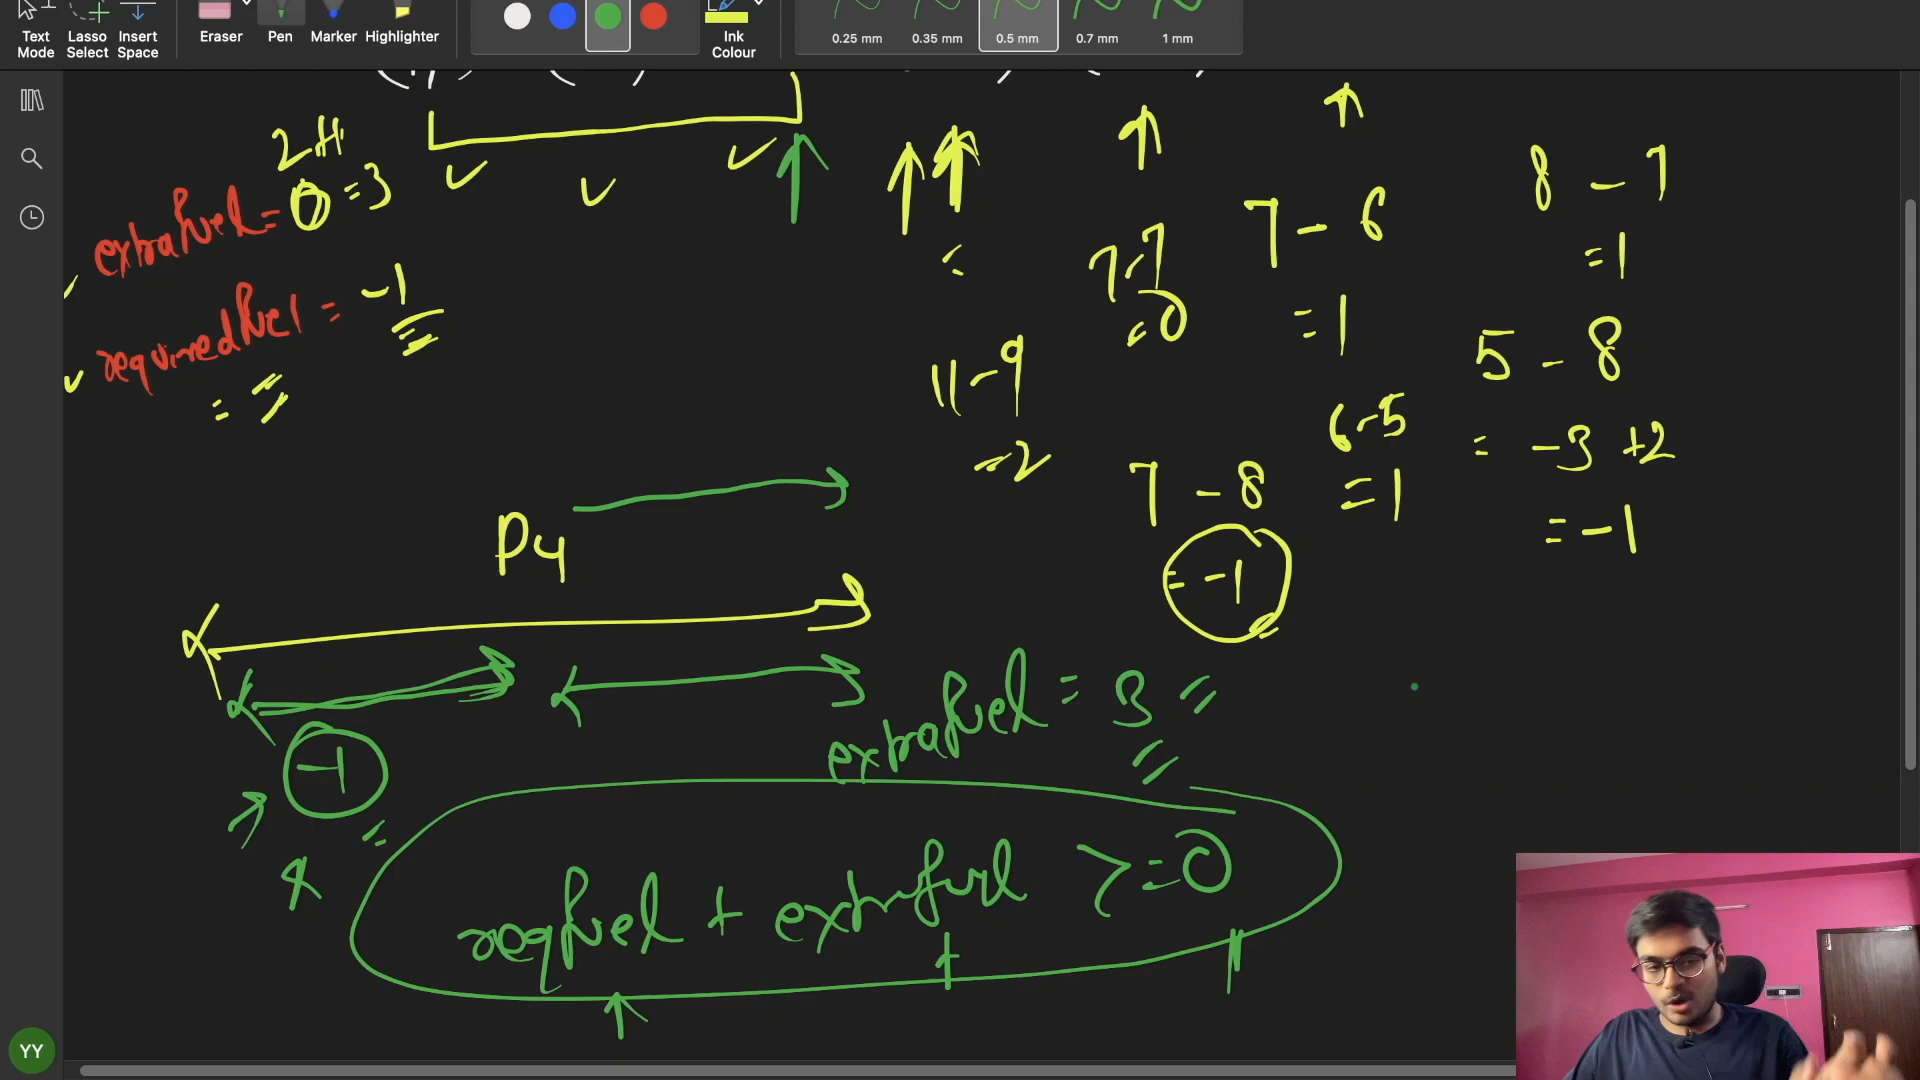 Text Mode
Lasso Select
Insert Space
Eraser
Pen
Marker
Highlighter
Ink Colour
0.25 mm
0.35 mm
0.5 mm
0.7 mm
1 mm
extrafuel = 0 = 3
requiredfuel = -1
=
8 - 7
= 1
7 - 6
= 1
7 - 7
= 0
11 - 9
= 2
5 - 8
= -3 + 2
= -1
6 - 5
= 1
7 - 8
= -1
P4
-1
extrafuel = 3
reqfuel + extrafuel >= 0
YY